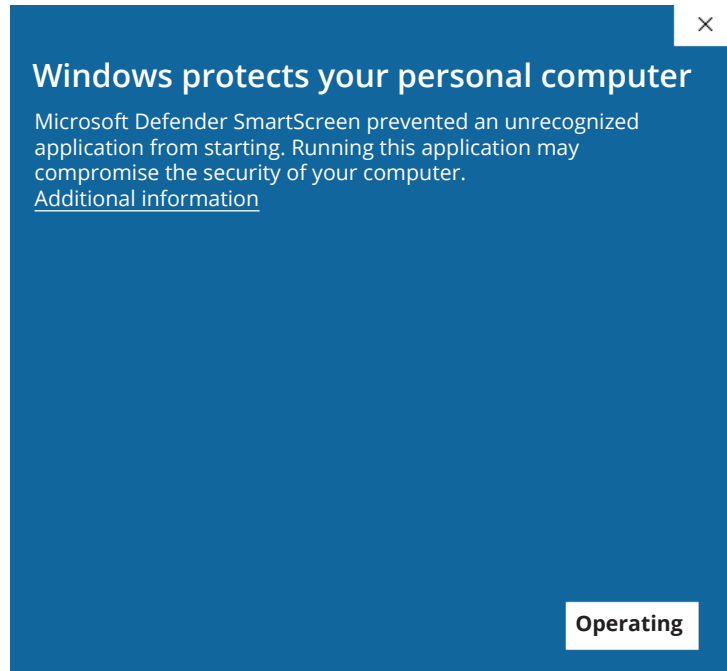 Windows protects your personal computer
Microsoft Defender SmartScreen prevented an unrecognized
application from starting. Running this application may
compromise the security of your computer.
Additional information
Operating